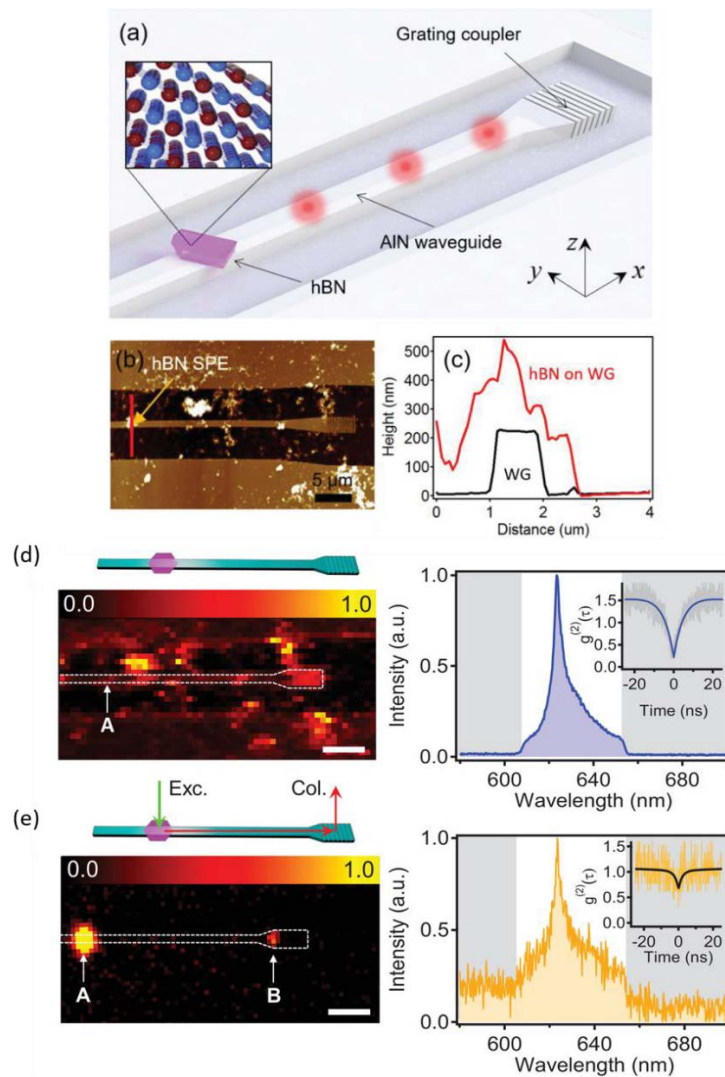 (a)
Grating coupler
AlN waveguide
hBN
z
y
x
(b)
hBN SPE
5 μm
(c)
hBN on WG
WG
Height (nm)
500
400
300
200
100
0
0 1 2 3 4
Distance (um)
(d)
0.0 1.0
A
Intensity (a.u.)
1.0
0.5
0.0
600 640 680
Wavelength (nm)
g(2)(τ)
1.5
1.0
0.5
0.0
-20 0 20
Time (ns)
(e)
Exc. Col.
0.0 1.0
A B
Intensity (a.u.)
1.0
0.5
0.0
600 640 680
Wavelength (nm)
g(2)(τ)
1.5
1.0
0.5
0.0
-20 0 20
Time (ns)